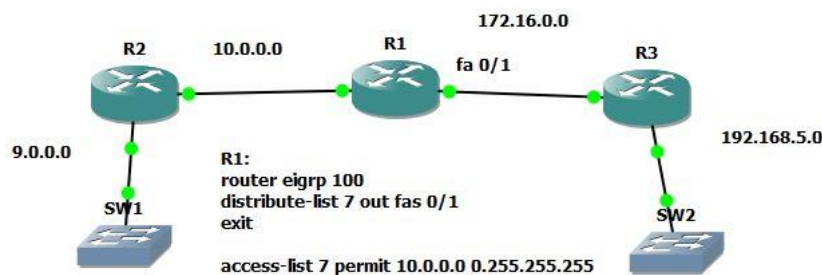 172.16.0.0
R2
10.0.0.0
R1
fa 0/1
R3
9.0.0.0
192.168.5.0
R1:
router eigrp 100
distribute-list 7 out fas 0/1
exit
SW1
SW2
access-list 7 permit 10.0.0.0 0.255.255.255